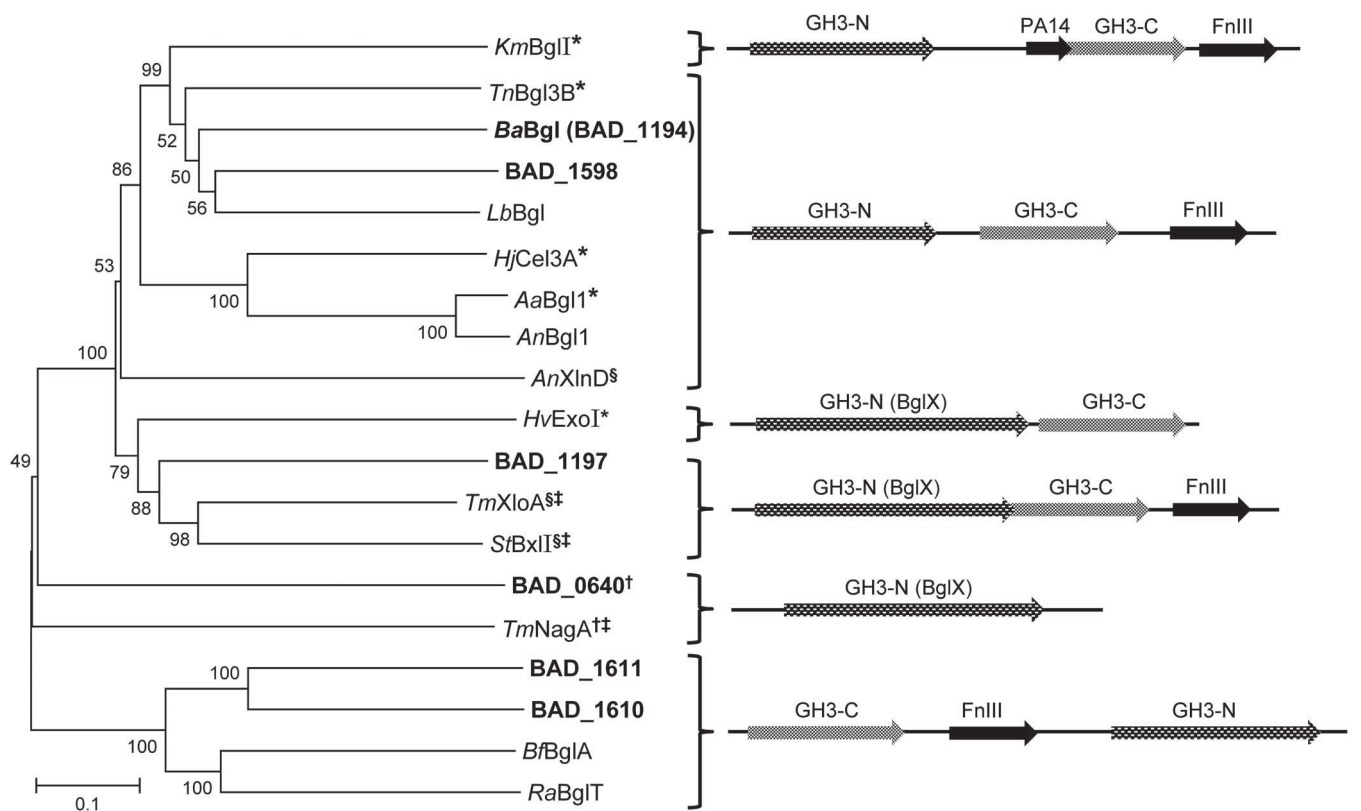 KmBglI*
TnBgl3B*
BaBgl (BAD_1194)
BAD_1598
LbBgl
HjCel3A*
AaBgl1*
AnBgl1
AnXlnD§
HvExoI*
BAD_1197
TmXloA§‡
StBxlI§‡
BAD_0640†
TmNagA†‡
BAD_1611
BAD_1610
BfBglA
RaBglT
99
52
50
56
86
53
100
100
100
49
79
88
98
100
100
100
0.1
GH3-N PA14 GH3-C FnIII
GH3-N GH3-C FnIII
GH3-N (BglX) GH3-C
GH3-N (BglX) GH3-C FnIII
GH3-N (BglX)
GH3-C FnIII GH3-N